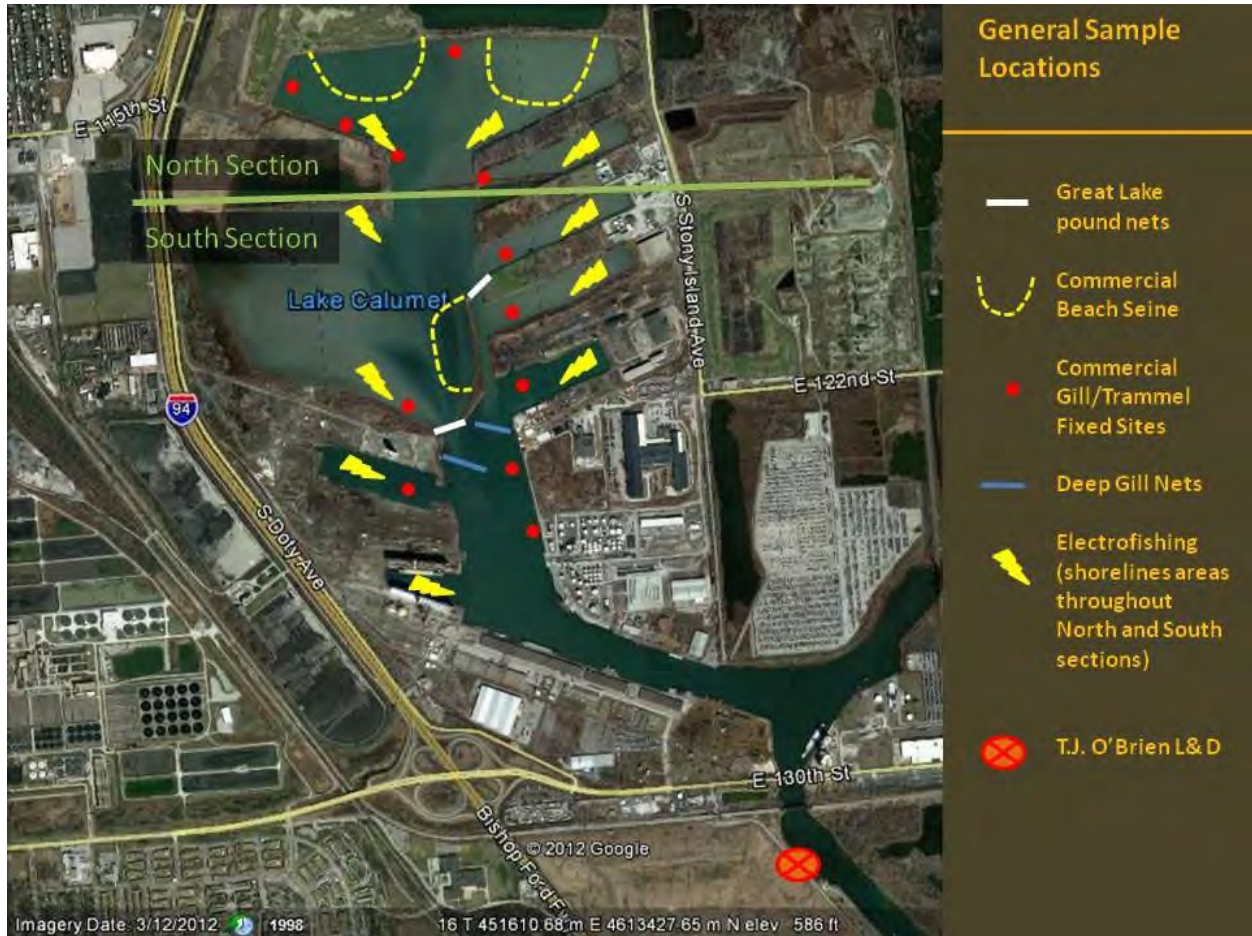 General Sample
Locations
E 115th St
North Section
South Section
Lake Calumet
S Stony Island Ave
E 122nd St
94
S Doty Ave
E 130th St
Bishop Ford F
© 2012 Google
Imagery Date: 3/12/2012
1998
16 T 451610.68 m E 4613427.65 m N elev 586 ft
Great Lake
pound nets
Commercial
Beach Seine
Commercial
Gill/Trammel
Fixed Sites
Deep Gill Nets
Electrofishing
(shorelines areas
throughout
North and South
sections)
T.J. O'Brien L& D